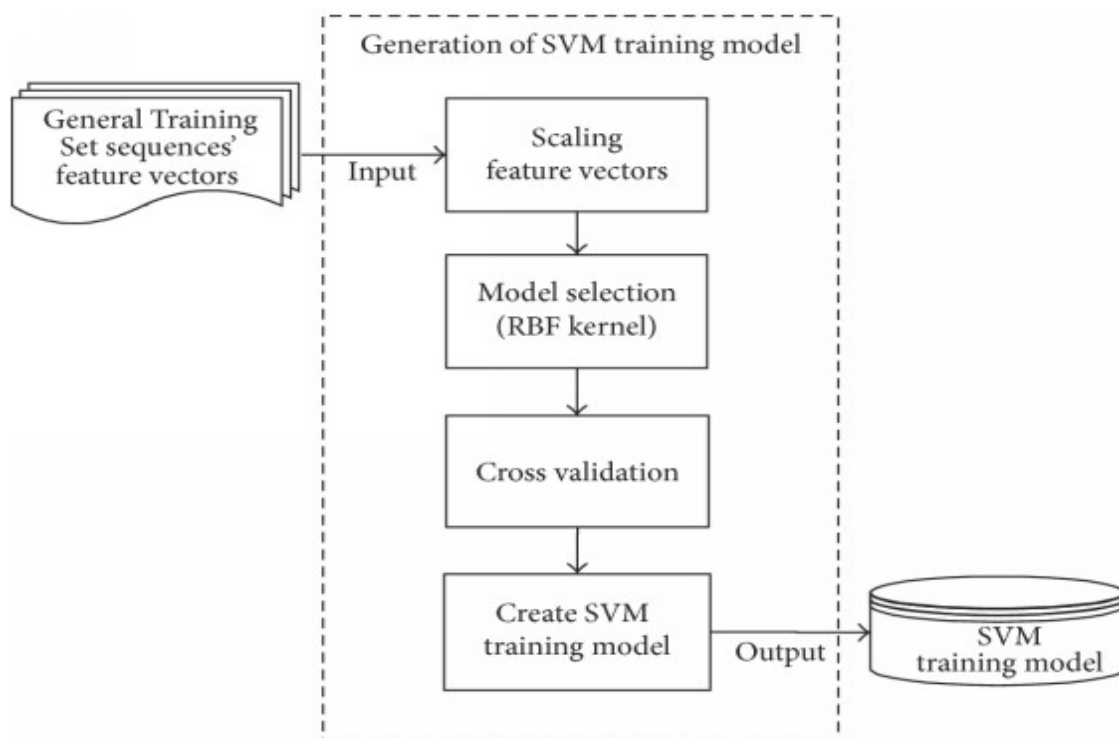 Generation of SVM training model
General Training
Set sequences'
feature vectors
Input
Scaling
feature vectors
Model selection
(RBF kernel)
Cross validation
Create SVM
training model
Output
SVM
training model